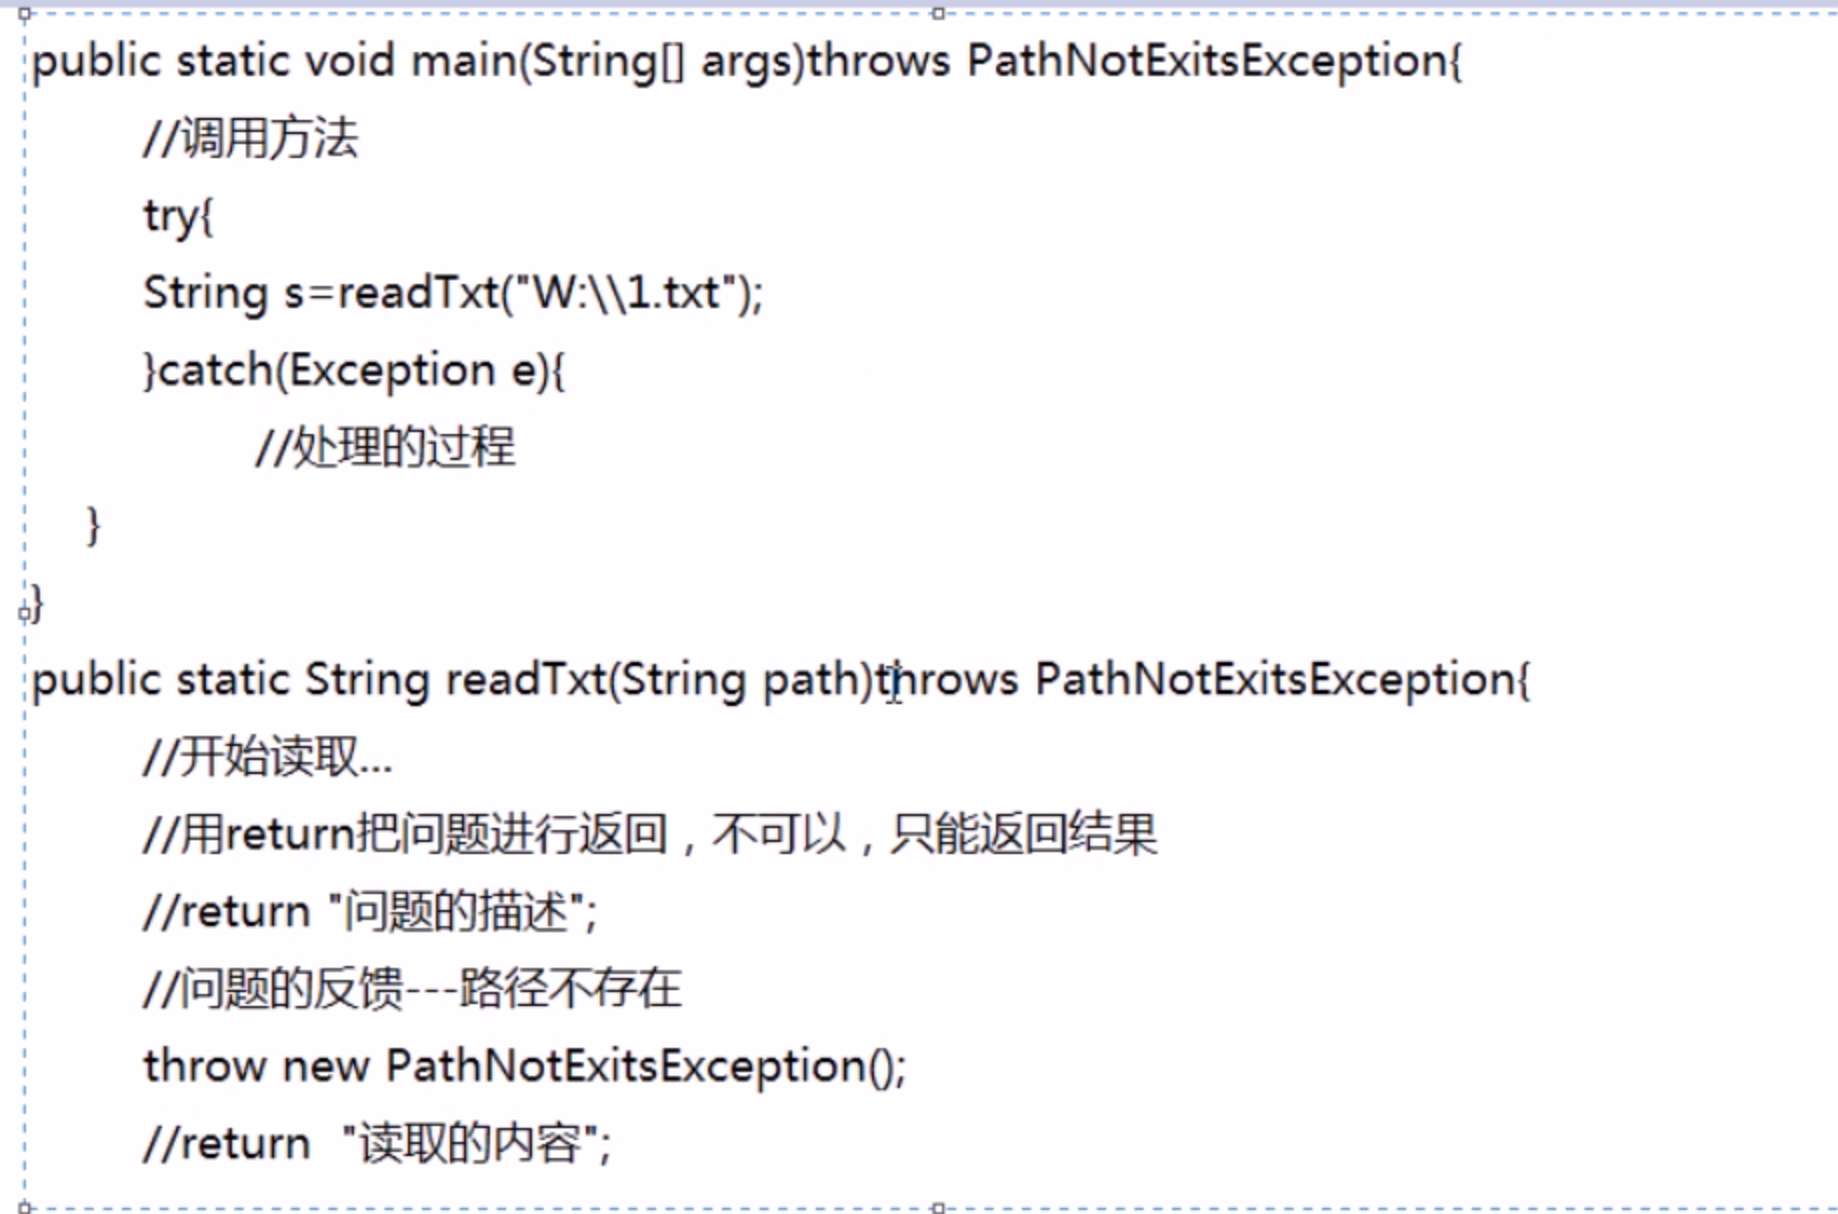 public static void main(String[] args)throws PathNotExitsException{
//调用方法
try{
String s=readTxt("W:\\1.txt");
}catch(Exception e){
//处理的过程
}
}
public static String readTxt(String path)throws PathNotExitsException{
//开始读取...
//用return把问题进行返回，不可以，只能返回结果
//return "问题的描述";
//问题的反馈---路径不存在
throw new PathNotExitsException();
//return  "读取的内容";